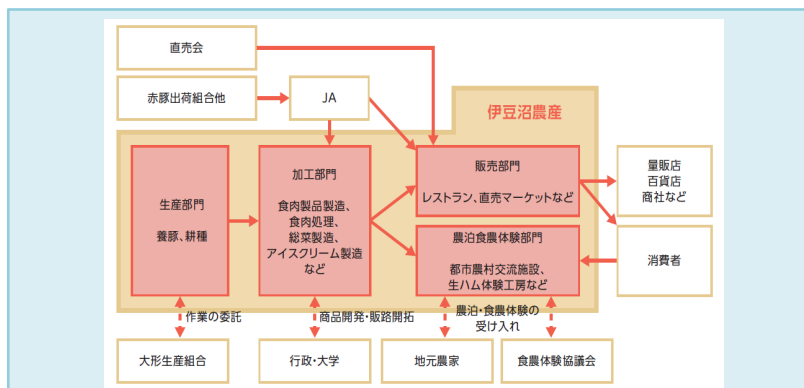 直売会
赤豚出荷組合他
JA
伊豆沼農産
生産部門
養豚、耕種
加工部門
食肉製品製造、
食肉処理、
総菜製造、
アイスクリーム製造
など
販売部門
レストラン、直売マーケットなど
農泊食農体験部門
都市農村交流施設、
生ハム体験工房など
量販店
百貨店
商社など
消費者
作業の委託
商品開発・販路開拓
農泊・食農体験の
受け入れ
大形生産組合
行政・大学
地元農家
食農体験協議会